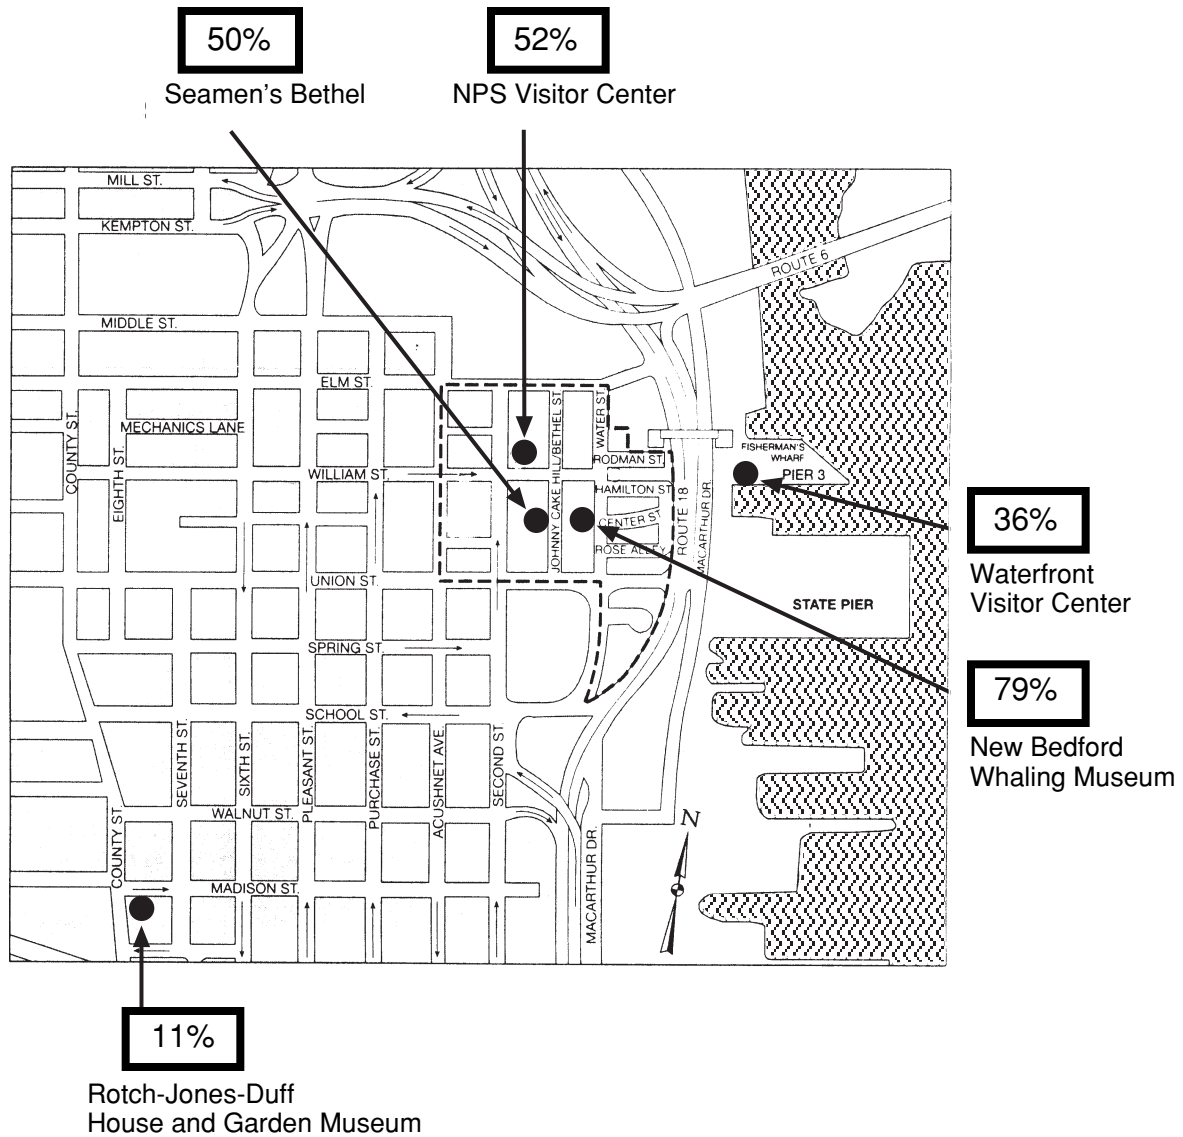 50%
52%
Seamen's Bethel
NPS Visitor Center
MILL ST.
KEMPTON ST.
ROUTE 6
MIDDLE ST.
ELM ST.
COUNTY ST.
EIGHTH ST.
MECHANICS LANE
JOHNNY CAKE HILL/BETHEL ST.
WATER ST.
FISHERMAN'S
WHARF
PIER 3
RODMAN ST.
WILLIAM ST.
HAMILTON ST.
CENTER ST
ROSE ALLEY
ROUTE 18
MACARTHUR DR.
36%
Waterfront
Visitor Center
UNION ST.
STATE PIER
SPRING ST.
79%
New Bedford
Whaling Museum
SCHOOL ST.
SEVENTH ST.
SIXTH ST.
PLEASANT ST.
PURCHASE ST.
ACUSHNET AVE.
SECOND ST.
WALNUT ST.
COUNTY ST.
N
MACARTHUR DR.
MADISON ST.
11%
Rotch-Jones-Duff
House and Garden Museum